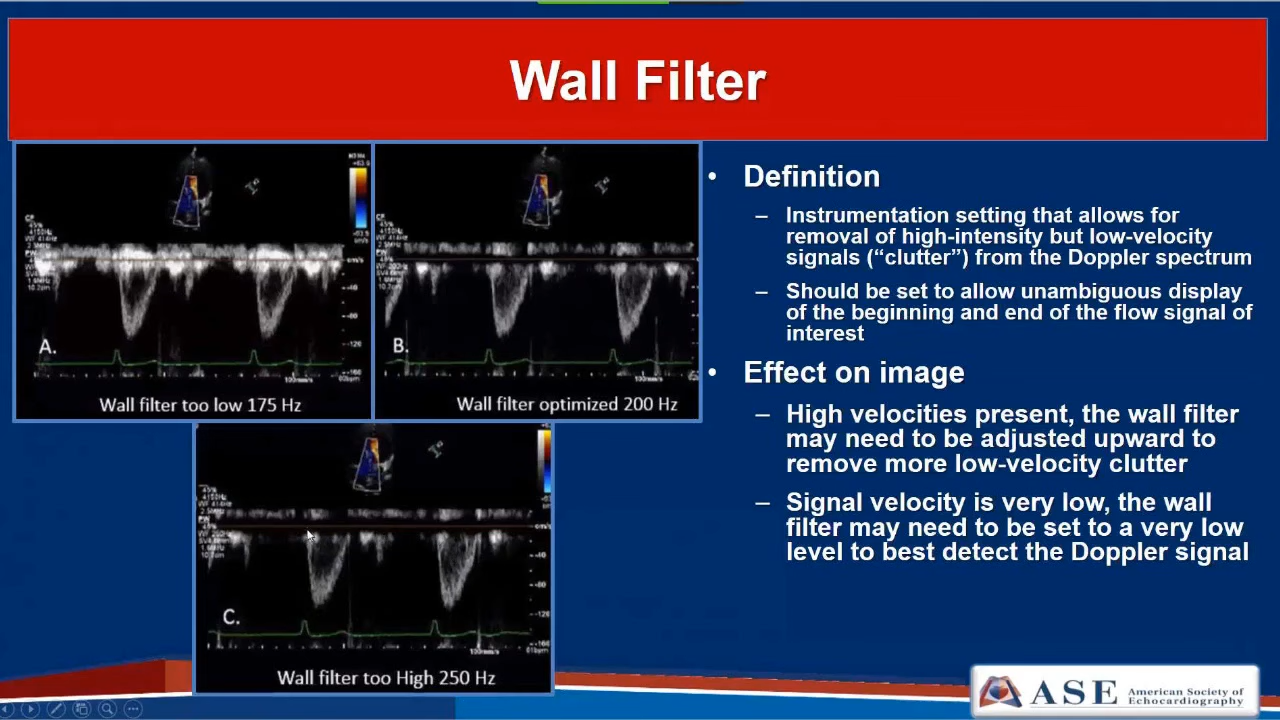 Wall Filter
A.
Wall filter too low 175 Hz
B.
Wall filter optimized 200 Hz
C.
Wall filter too High 250 Hz
• Definition
– Instrumentation setting that allows for
removal of high-intensity but low-velocity
signals (“clutter”) from the Doppler spectrum
– Should be set to allow unambiguous display
of the beginning and end of the flow signal of
interest
• Effect on image
– High velocities present, the wall filter
may need to be adjusted upward to
remove more low-velocity clutter
– Signal velocity is very low, the wall
filter may need to be set to a very low
level to best detect the Doppler signal
ASE American Society of
Echocardiography